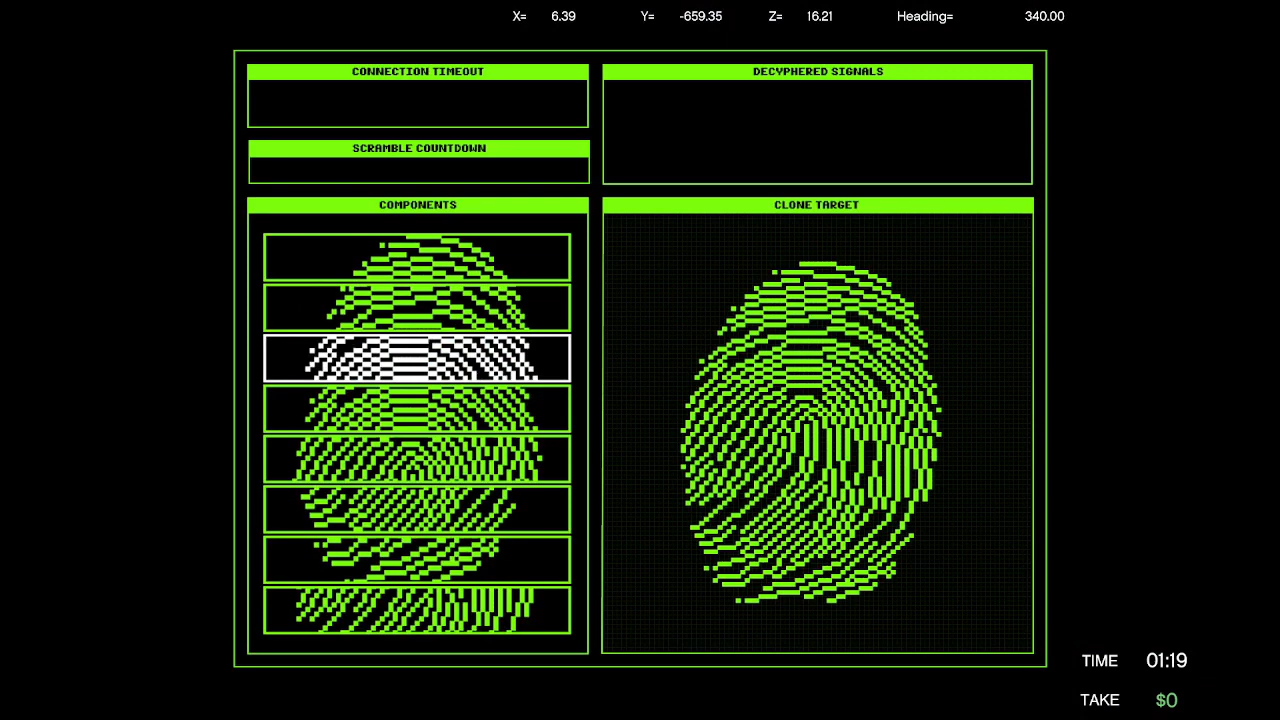 X= 6.39 Y= -659.35 Z= 16.21 Heading= 340.00
CONNECTION TIMEOUT
DECYPHERED SIGNALS
SCRAMBLE COUNTDOWN
COMPONENTS
CLONE TARGET
TIME 01:19
TAKE $0